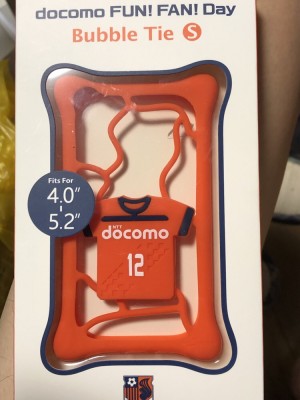 docomo FUN! FAN! Day
Bubble Tie S
Fits For
4.0"
5.2"
NTT
docomo
12